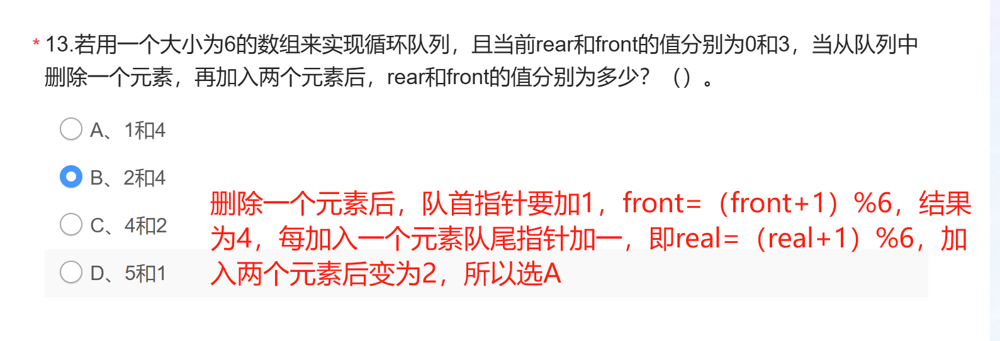 * 13.若用一个大小为6的数组来实现循环队列，且当前rear和front的值分别为0和3，当从队列中
删除一个元素，再加入两个元素后，rear和front的值分别为多少？（）。
A、1和4
B、2和4
C、4和2
D、5和1
删除一个元素后，队首指针要加1，front=（front+1）%6，结果
为4，每加入一个元素队尾指针加一，即real=（real+1）%6，加
入两个元素后变为2，所以选A